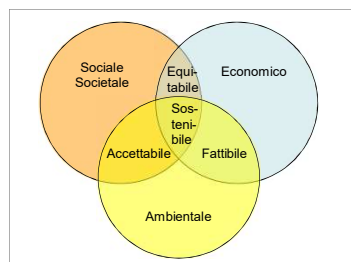 Sociale
Societale
Equi-
tabile
Economico
Sos-
teni-
bile
Accettabile
Fattibile
Ambientale